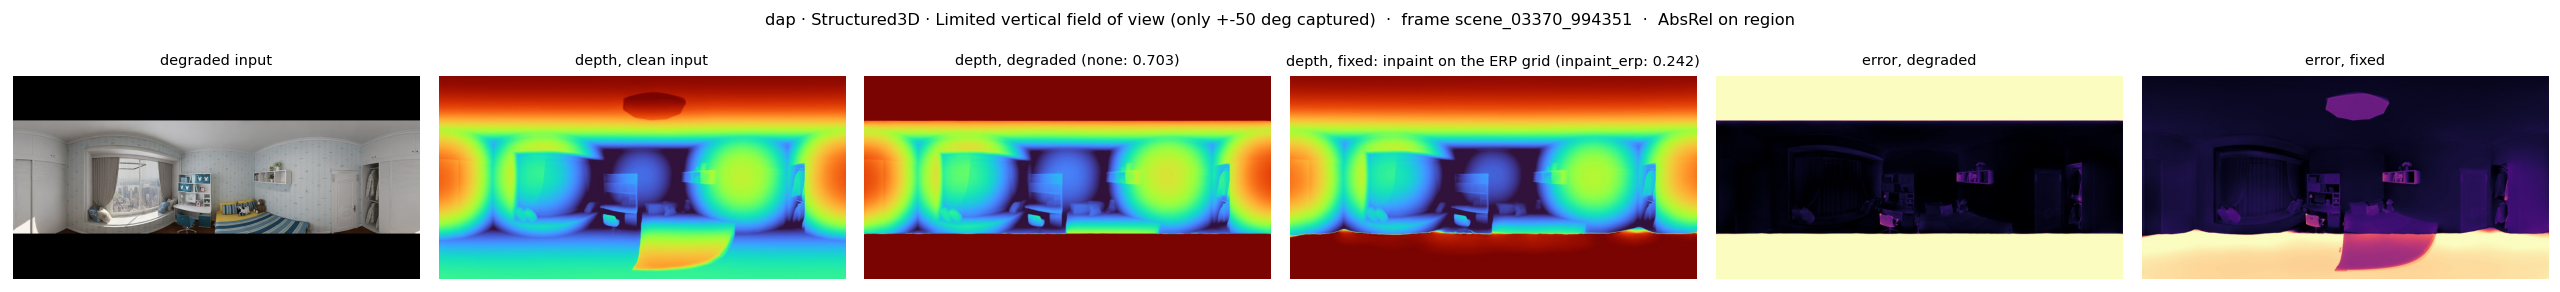 dap · Structured3D · Limited vertical field of view (only +-50 deg captured) · frame scene_03370_994351 · AbsRel on region
degraded input
depth, clean input
depth, degraded (none: 0.703)
depth, fixed: inpaint on the ERP grid (inpaint_erp: 0.242)
error, degraded
error, fixed